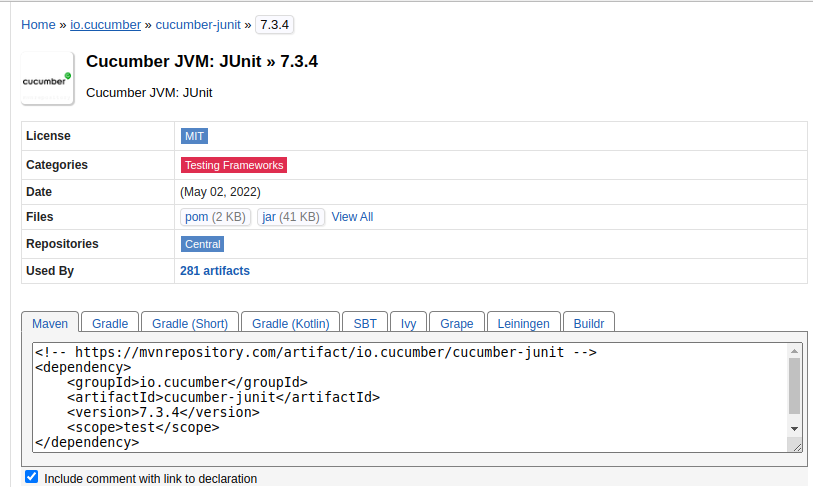 Home » io.cucumber » cucumber-junit » 7.3.4
cucumber
Cucumber JVM: JUnit » 7.3.4
Cucumber JVM: JUnit
License MIT
Categories Testing Frameworks
Date (May 02, 2022)
Files pom (2 KB) jar (41 KB) View All
Repositories Central
Used By 281 artifacts
Maven Gradle Gradle (Short) Gradle (Kotlin) SBT Ivy Grape Leiningen Buildr
<!-- https://mvnrepository.com/artifact/io.cucumber/cucumber-junit -->
<dependency>
    <groupId>io.cucumber</groupId>
    <artifactId>cucumber-junit</artifactId>
    <version>7.3.4</version>
    <scope>test</scope>
</dependency>
Include comment with link to declaration